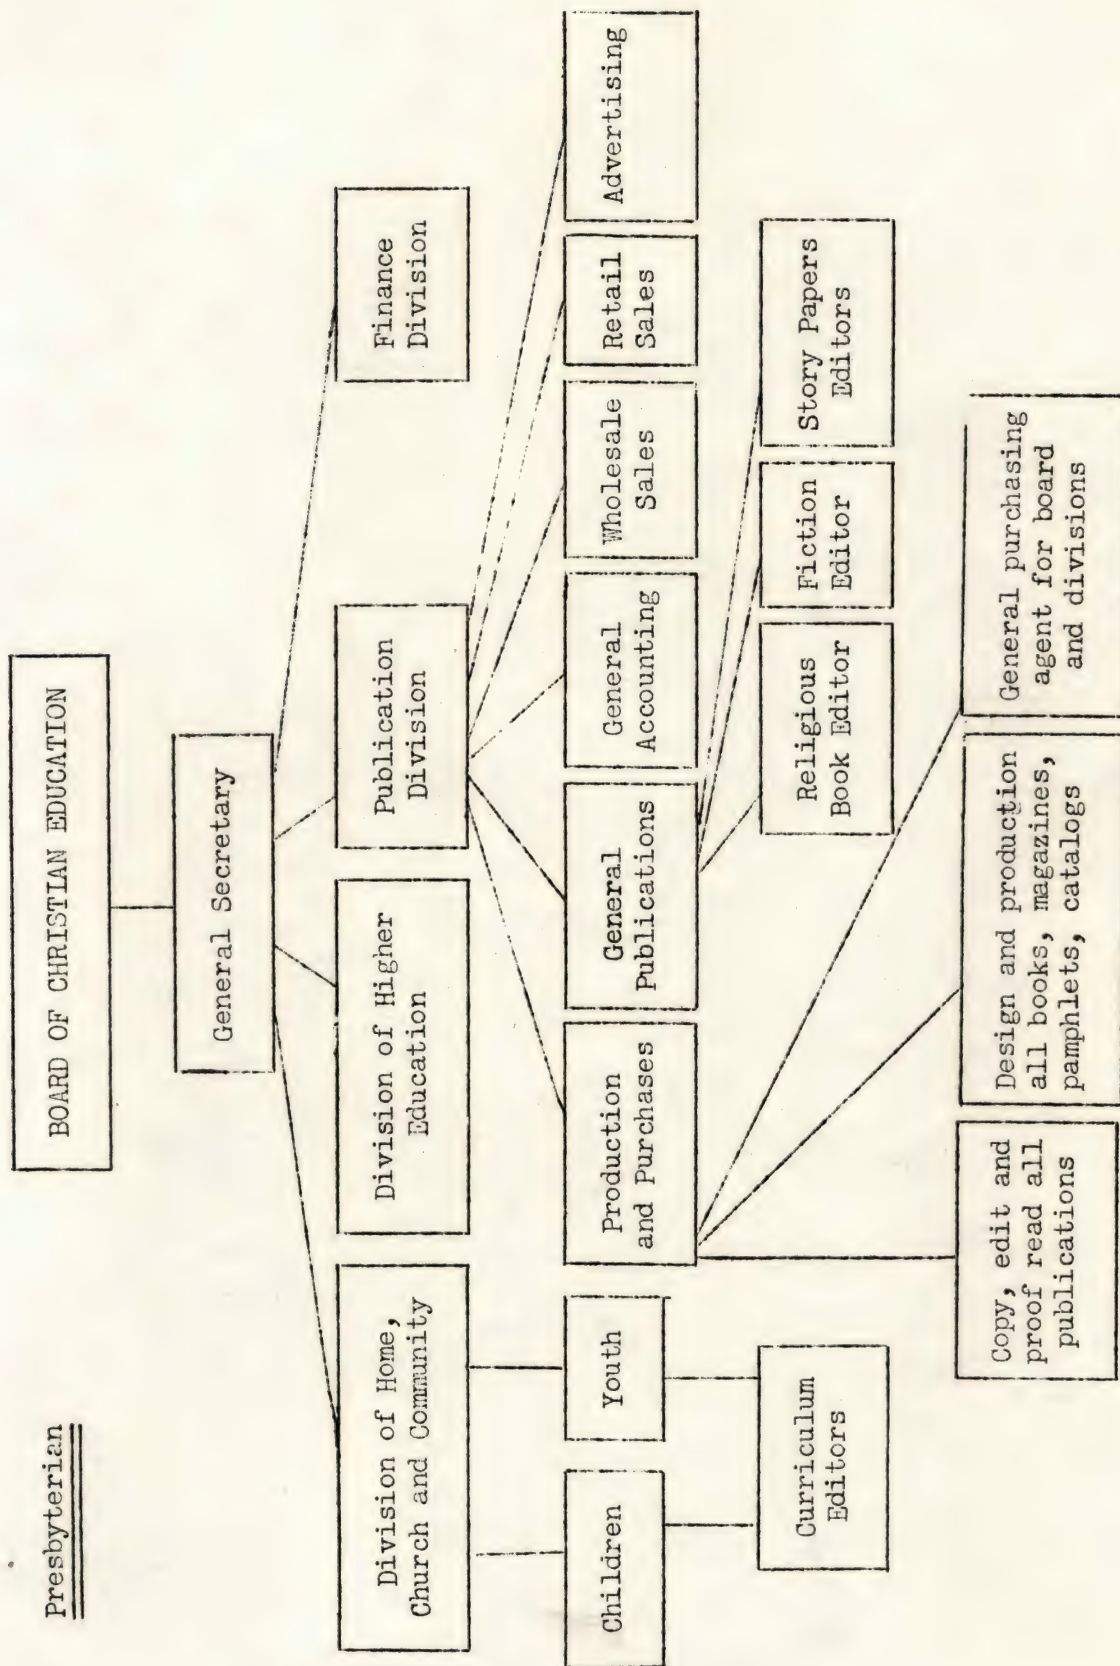 Presbyterian
BOARD OF CHRISTIAN EDUCATION
General Secretary
Division of Home,
Church and Community
Division of Higher
Education
Publication
Division
Finance
Division
Children
Youth
Production
and Purchases
General
Publications
General
Accounting
Wholesale
Sales
Retail
Sales
Advertising
Curriculum
Editors
Religious
Book Editor
Fiction
Editor
Story Papers
Editors
Copy, edit and
proof read all
publications
Design and production
all books, magazines,
pamphlets, catalogs
General purchasing
agent for board
and divisions